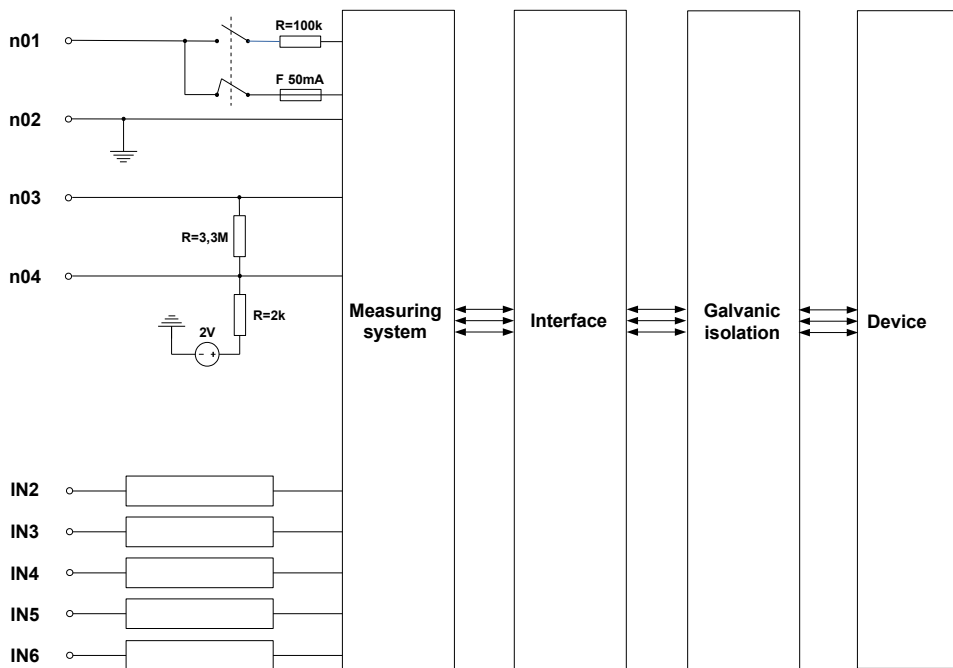 n01
R=100k
F 50mA
n02
n03
R=3,3M
n04
R=2k
2V
- +
Measuring
system
Interface
Galvanic
isolation
Device
IN2
IN3
IN4
IN5
IN6